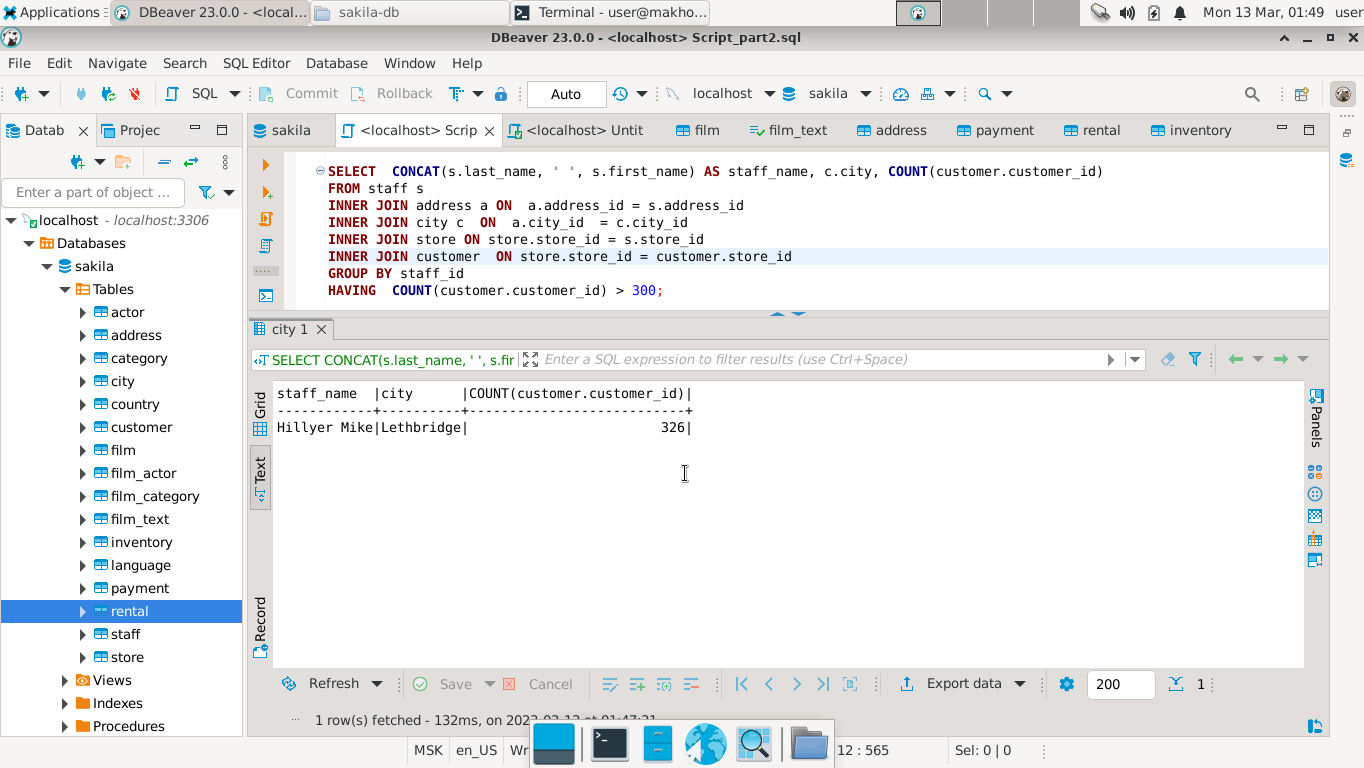 Applications
DBeaver 23.0.0 - <local...
sakila-db
Terminal - user@makho...
Mon 13 Mar, 01:49
user
DBeaver 23.0.0 - <localhost> Script_part2.sql
File Edit Navigate Search SQL Editor Database Window Help
SQL
Commit
Rollback
Auto
localhost
sakila
Datab
Projec
sakila
<localhost> Scrip
<localhost> Untit
film
film_text
address
payment
rental
inventory
Enter a part of object ...
localhost - localhost:3306
Databases
sakila
Tables
actor
address
category
city
country
customer
film
film_actor
film_category
film_text
inventory
language
payment
rental
staff
store
Views
Indexes
Procedures
SELECT  CONCAT(s.last_name, ' ', s.first_name) AS staff_name, c.city, COUNT(customer.customer_id)
FROM staff s
INNER JOIN address a ON  a.address_id = s.address_id
INNER JOIN city c  ON  a.city_id  = c.city_id
INNER JOIN store ON store.store_id = s.store_id
INNER JOIN customer  ON store.store_id = customer.store_id
GROUP BY staff_id
HAVING  COUNT(customer.customer_id) > 300;
city 1
SELECT CONCAT(s.last_name, ' ', s.fir
Enter a SQL expression to filter results (use Ctrl+Space)
Grid
Text
Record
staff_name  |city      |COUNT(customer.customer_id)|
------------+----------+---------------------------+
Hillyer Mike|Lethbridge|                        326|
Panels
Refresh
Save
Cancel
Export data
200
1
1 row(s) fetched - 132ms, on
MSK
en_US
Wr
12 : 565
Sel: 0 | 0